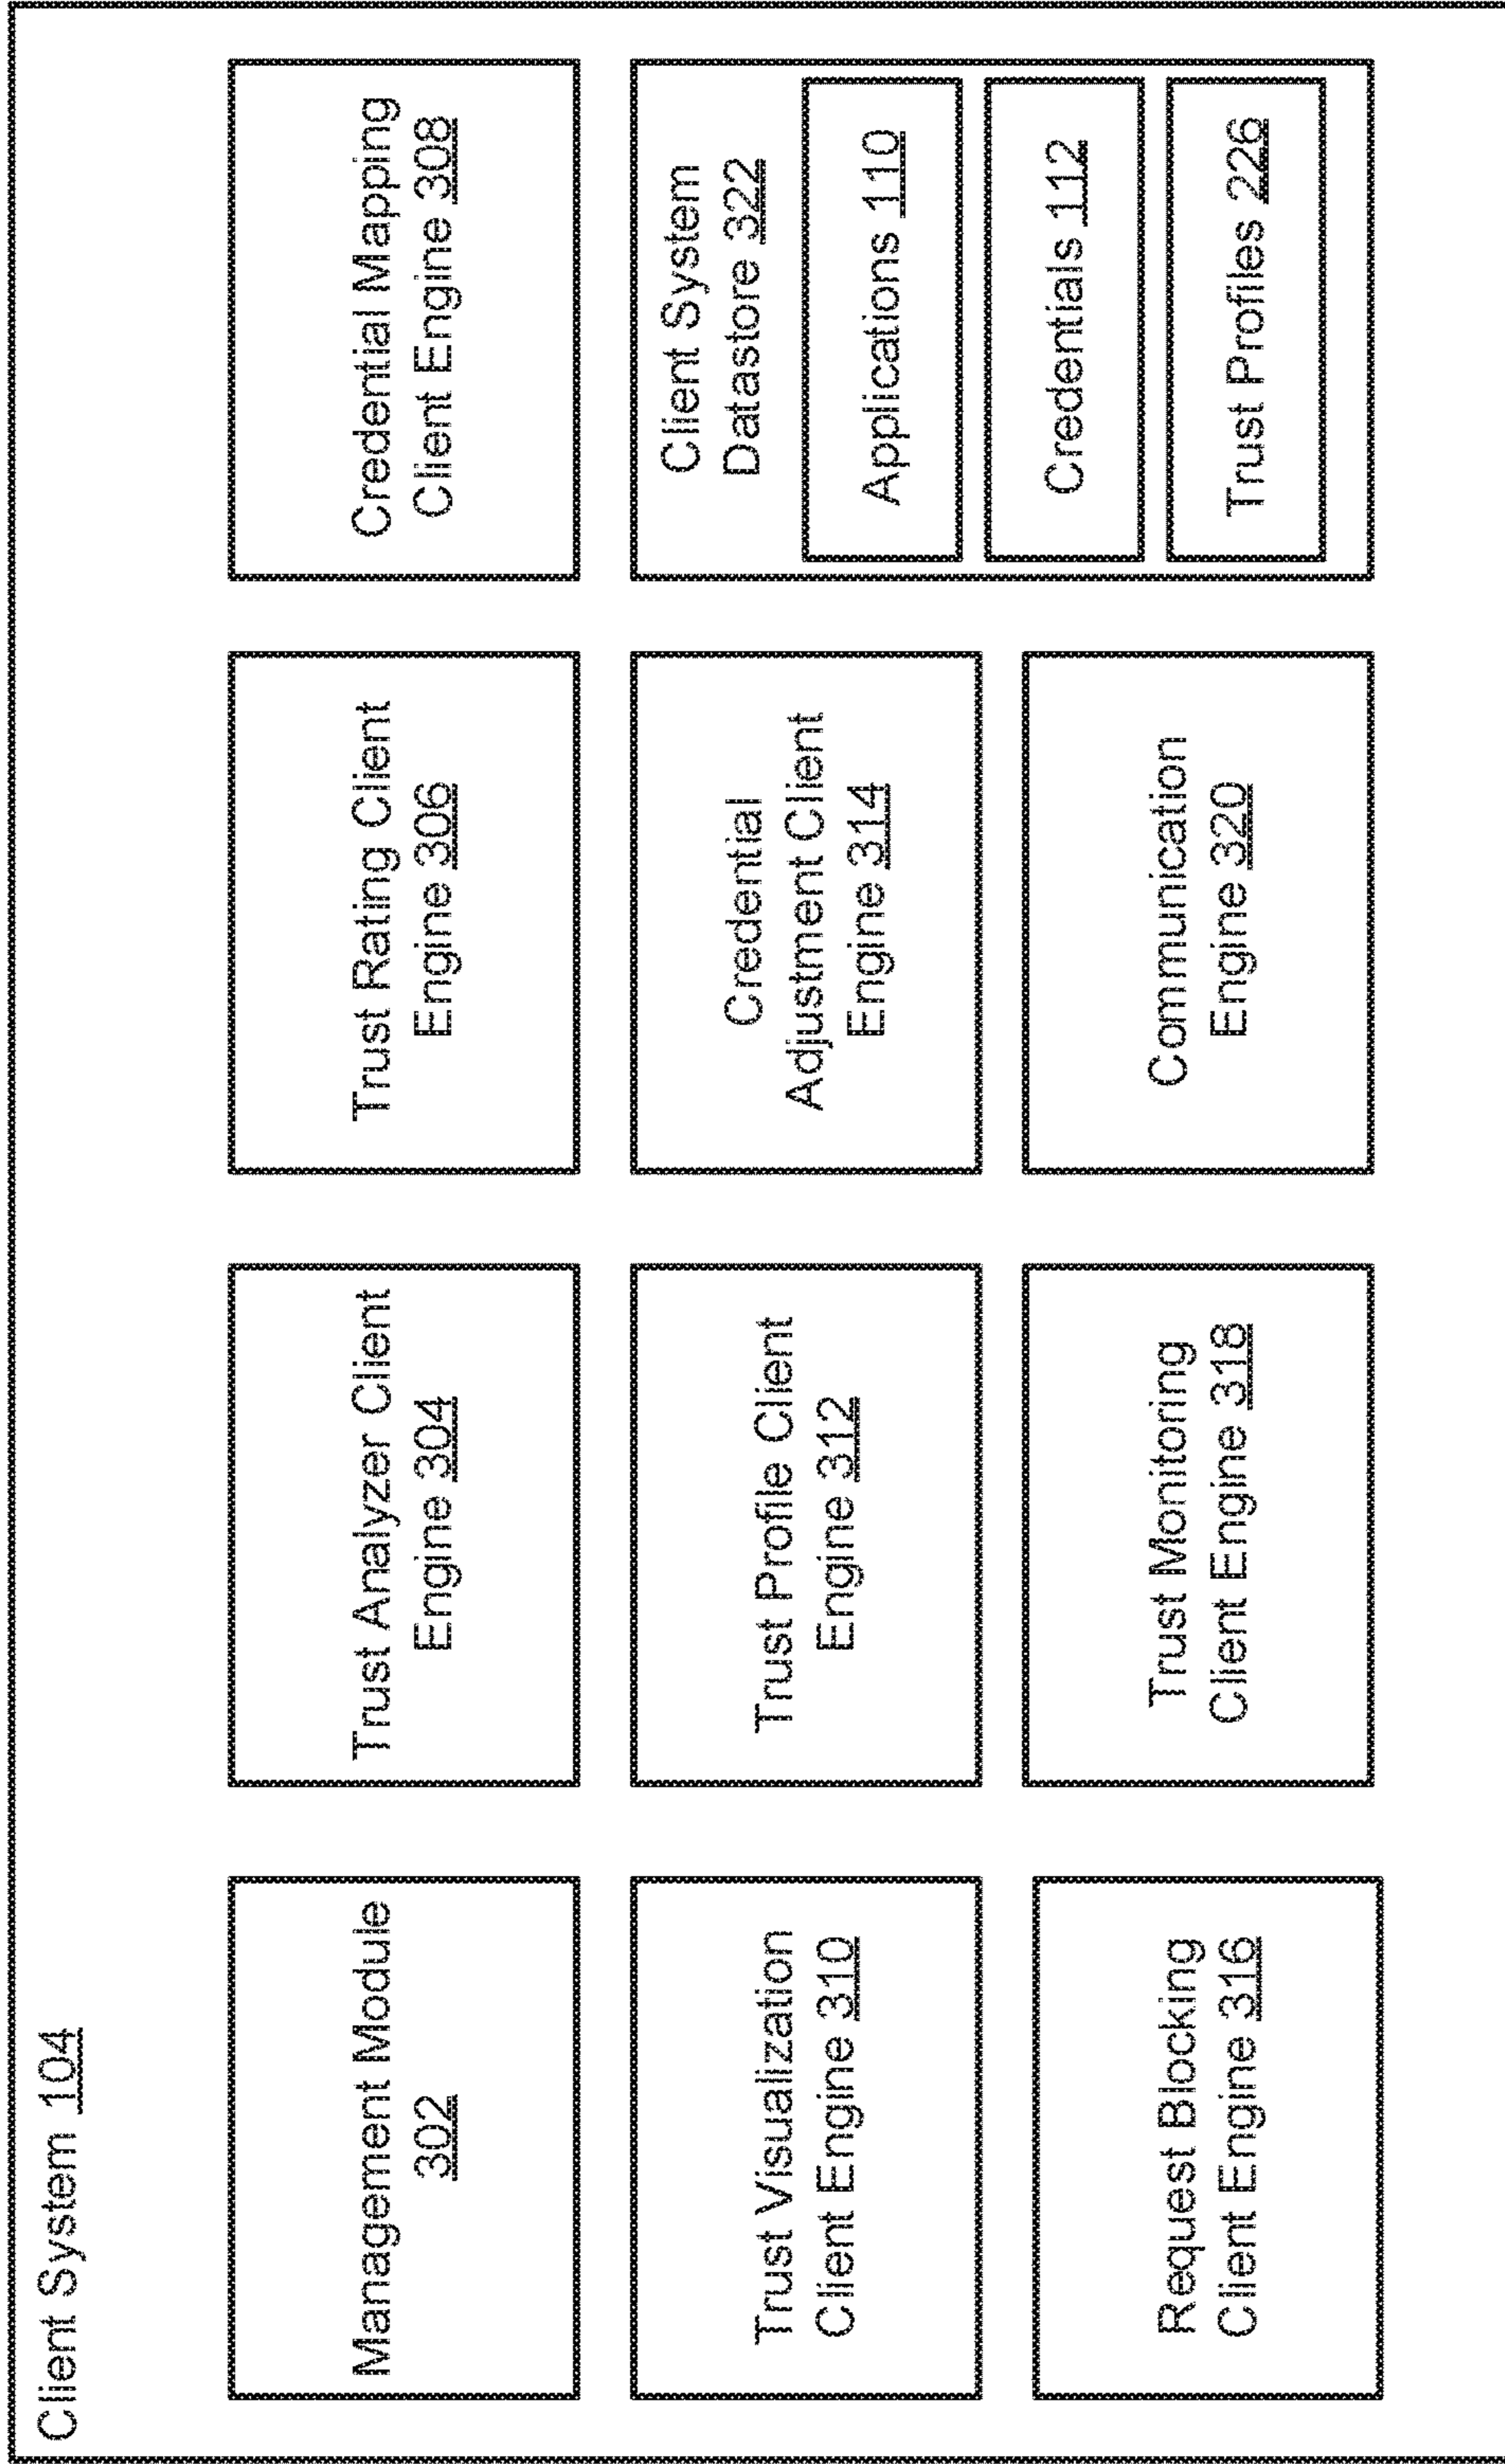 Client System 104
Management Module
302
Trust Analyzer Client
Engine 304
Trust Rating Client
Engine 306
Credential Mapping
Client Engine 308
Trust Visualization
Client Engine 310
Trust Profile Client
Engine 312
Credential
Adjustment Client
Engine 314
Client System
Datastore 322
Applications 110
Credentials 112
Trust Profiles 226
Request Blocking
Client Engine 316
Trust Monitoring
Client Engine 318
Communication
Engine 320